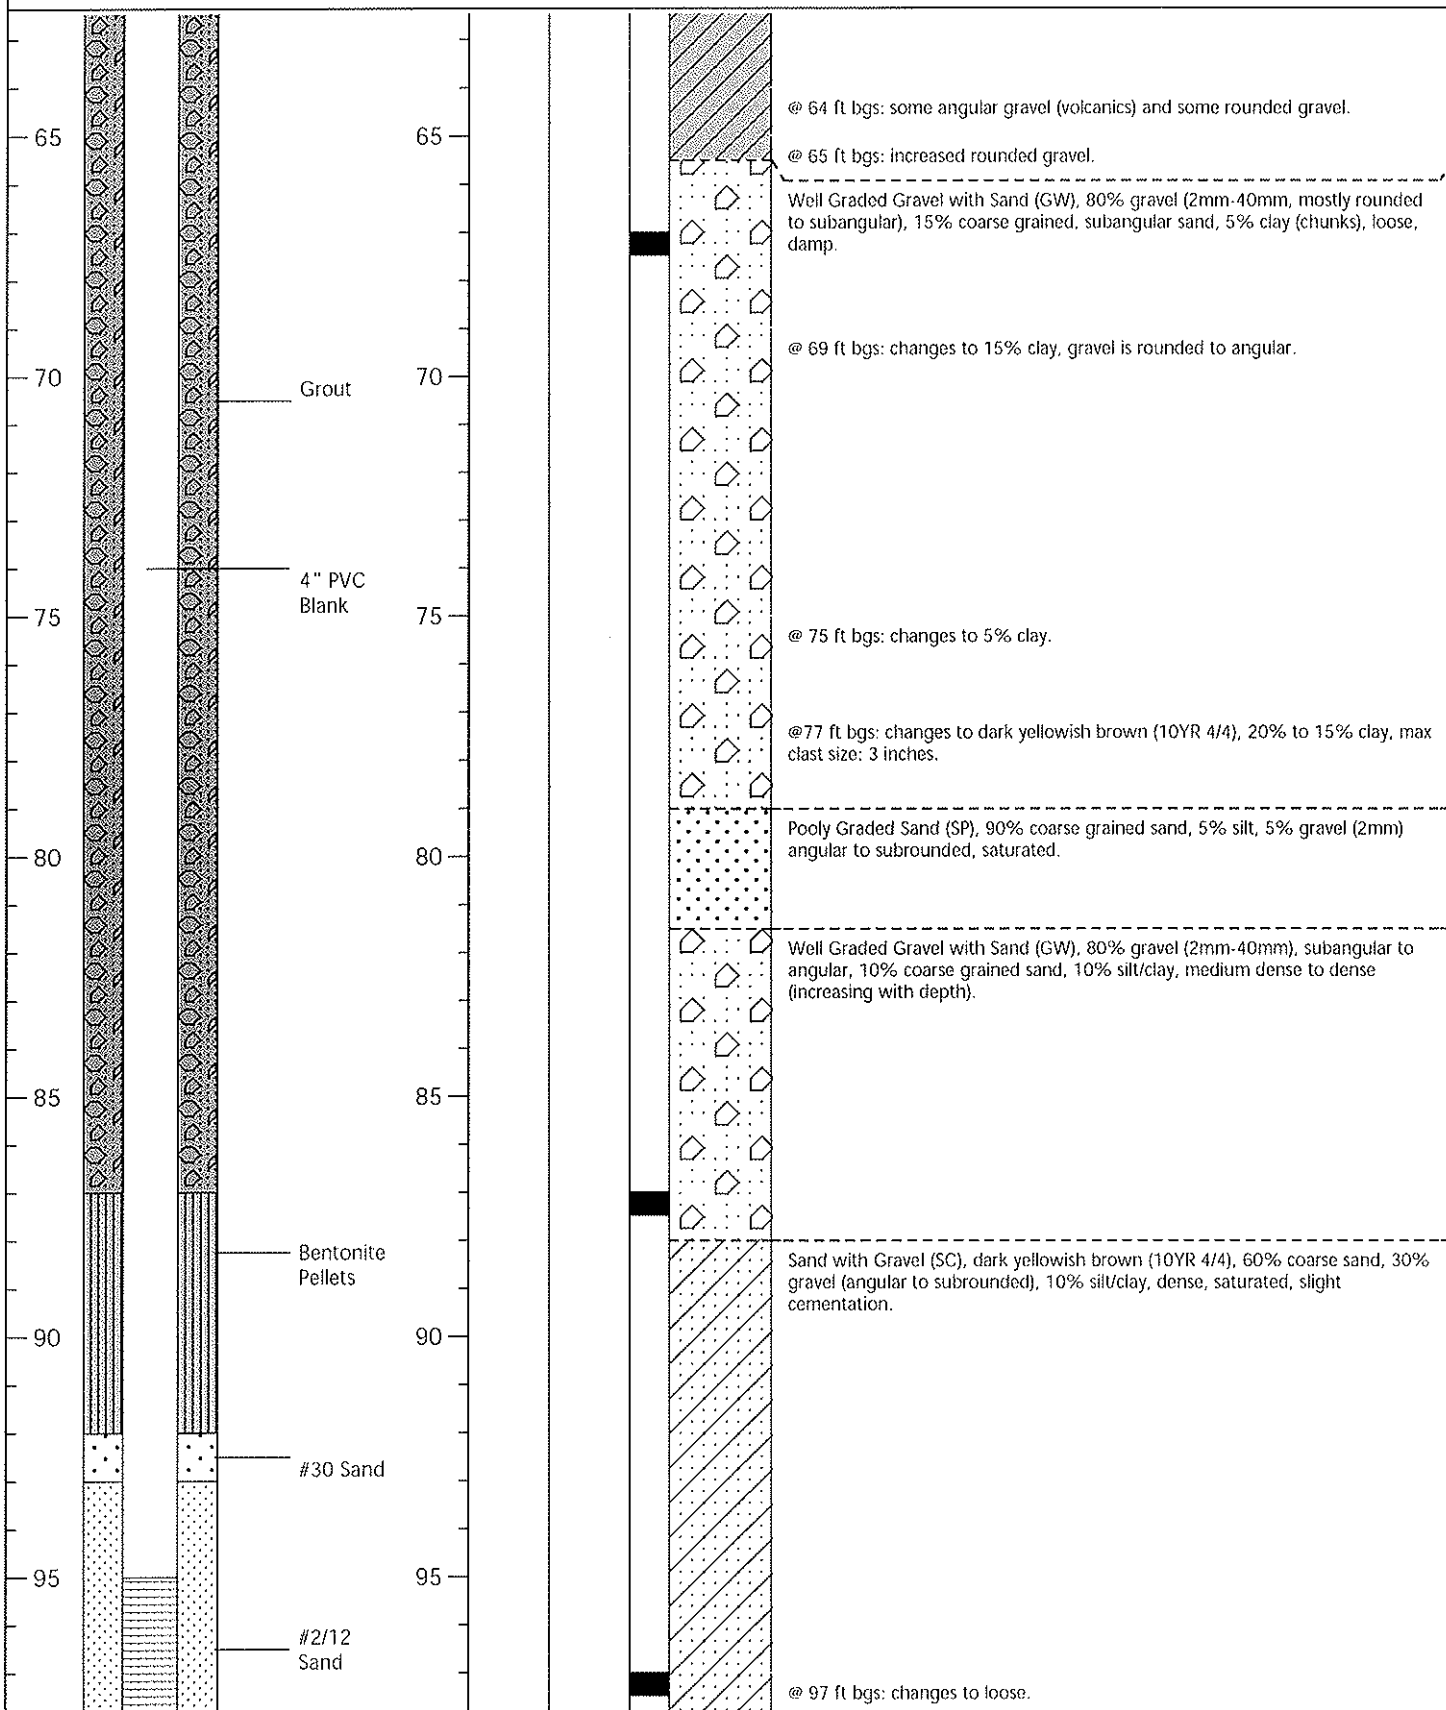 @ 64 ft bgs: some angular gravel (volcanics) and some rounded gravel.
65
65
@ 65 ft bgs: increased rounded gravel.
Well Graded Gravel with Sand (GW), 80% gravel (2mm-40mm, mostly rounded
to subangular), 15% coarse grained, subangular sand, 5% clay (chunks), loose,
damp.
@ 69 ft bgs: changes to 15% clay, gravel is rounded to angular.
70
Grout
70
4" PVC
Blank
75
75
@ 75 ft bgs: changes to 5% clay.
@77 ft bgs: changes to dark yellowish brown (10YR 4/4), 20% to 15% clay, max
clast size: 3 inches.
Pooly Graded Sand (SP), 90% coarse grained sand, 5% silt, 5% gravel (2mm)
angular to subrounded, saturated.
80
80
Well Graded Gravel with Sand (GW), 80% gravel (2mm-40mm), subangular to
angular, 10% coarse grained sand, 10% silt/clay, medium dense to dense
(increasing with depth).
85
85
Bentonite
Pellets
Sand with Gravel (SC), dark yellowish brown (10YR 4/4), 60% coarse sand, 30%
gravel (angular to subrounded), 10% silt/clay, dense, saturated, slight
cementation.
90
90
#30 Sand
95
95
#2/12
Sand
@ 97 ft bgs: changes to loose.